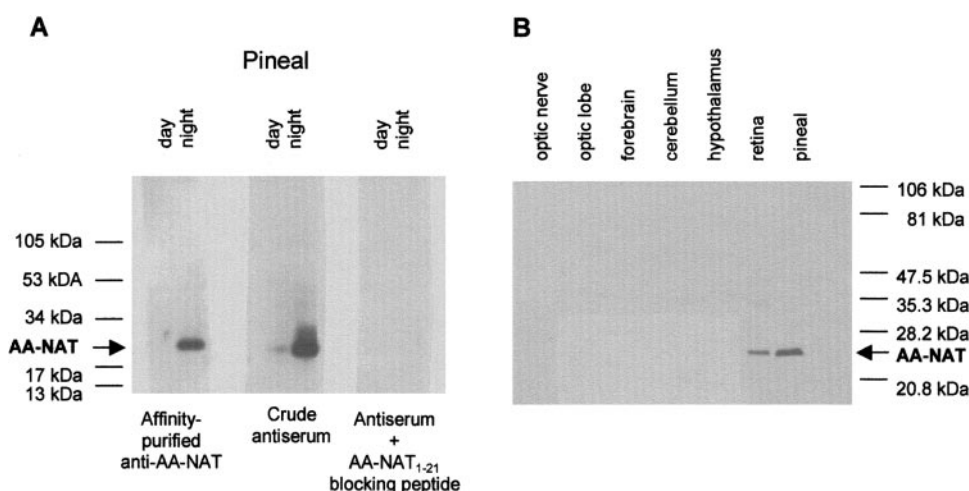 A
Pineal
day
night
day
night
day
night
105 kDa
53 kDA
34 kDa
AA-NAT
17 kDa
13 kDa
Affinity-
purified
anti-AA-NAT
Crude
antiserum
Antiserum
+
AA-NAT1-21
blocking peptide
B
optic nerve
optic lobe
forebrain
cerebellum
hypothalamus
retina
pineal
106 kDa
81 kDa
47.5 kDa
35.3 kDa
28.2 kDa
AA-NAT
20.8 kDa